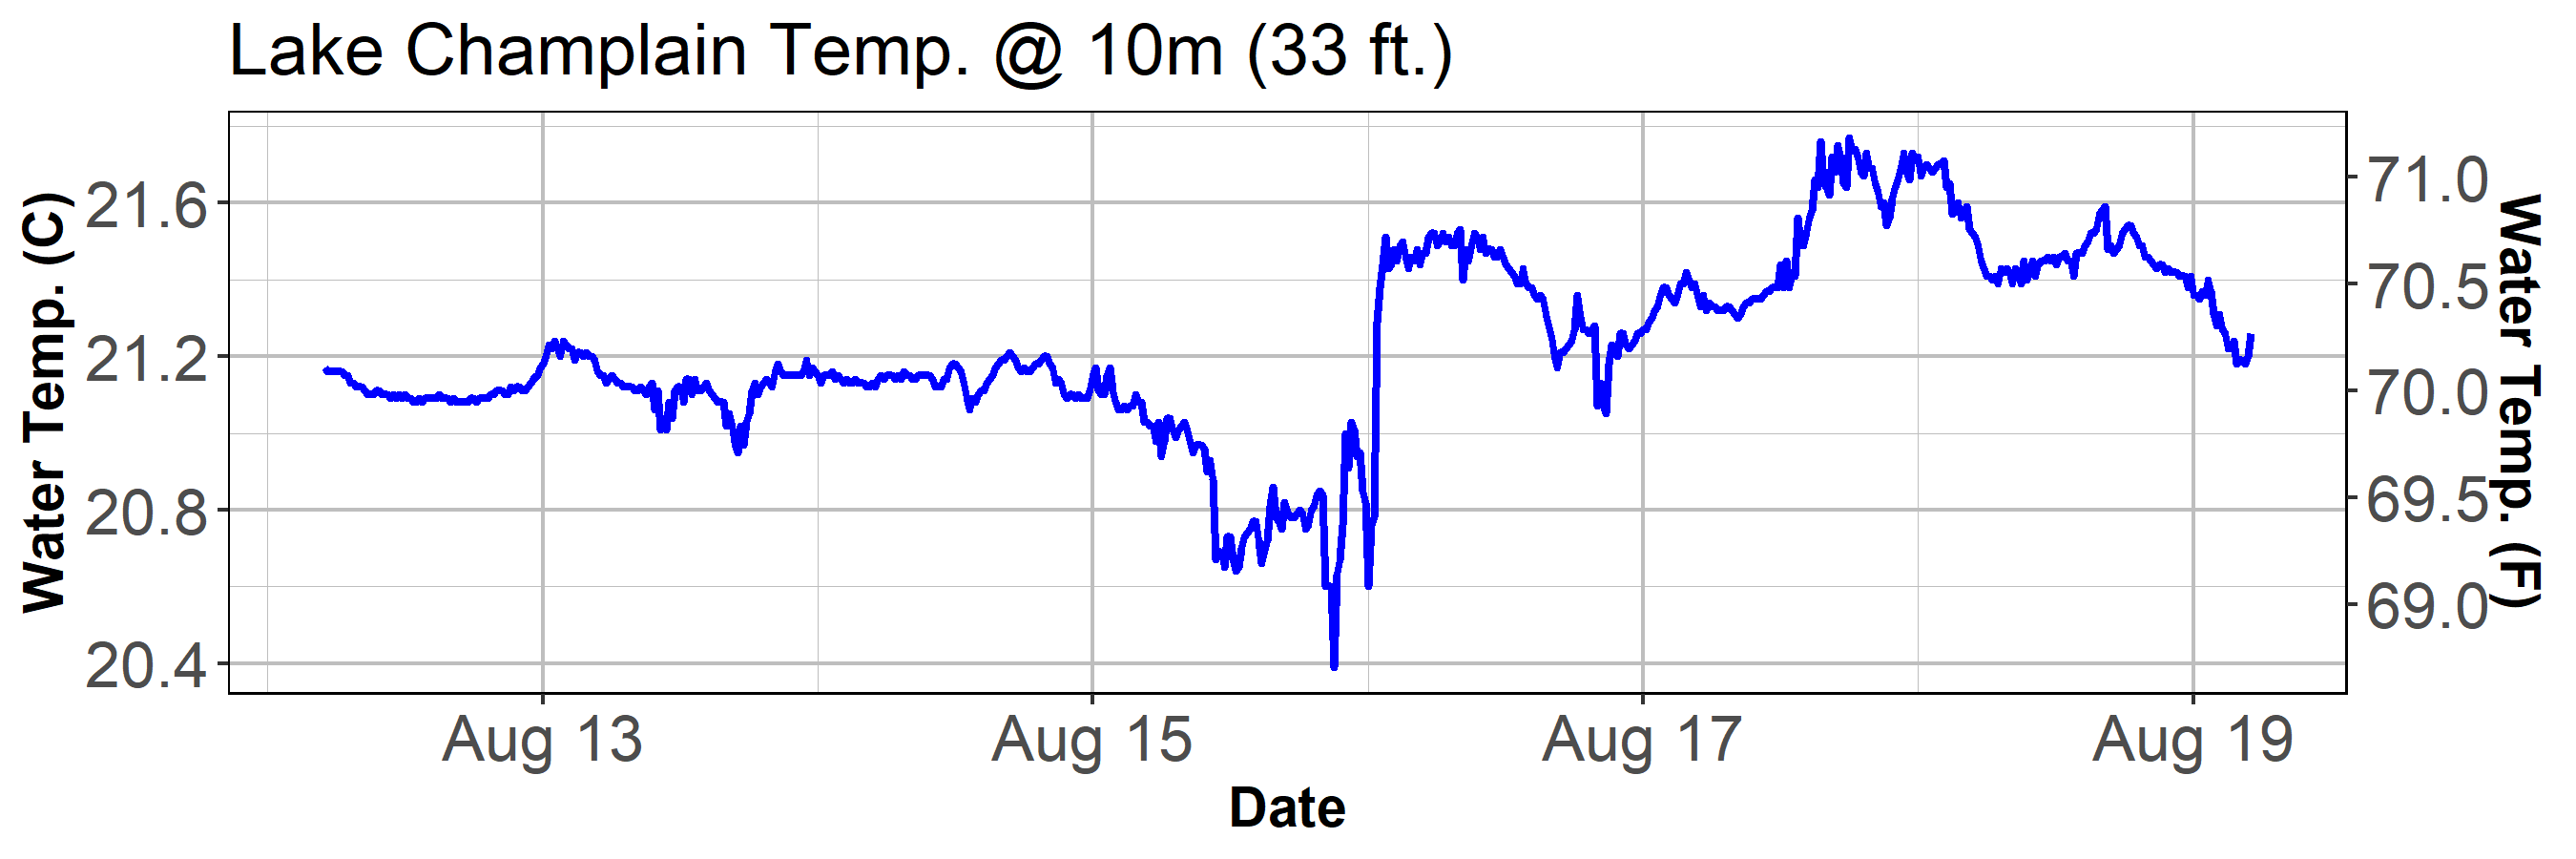 Lake Champlain Temp. @ 10m (33 ft.)
Water Temp. (C)
21.6
21.2
20.8
20.4
71.0
70.5
70.0
69.5
69.0
Water Temp. (F)
Aug 13
Aug 15
Aug 17
Aug 19
Date